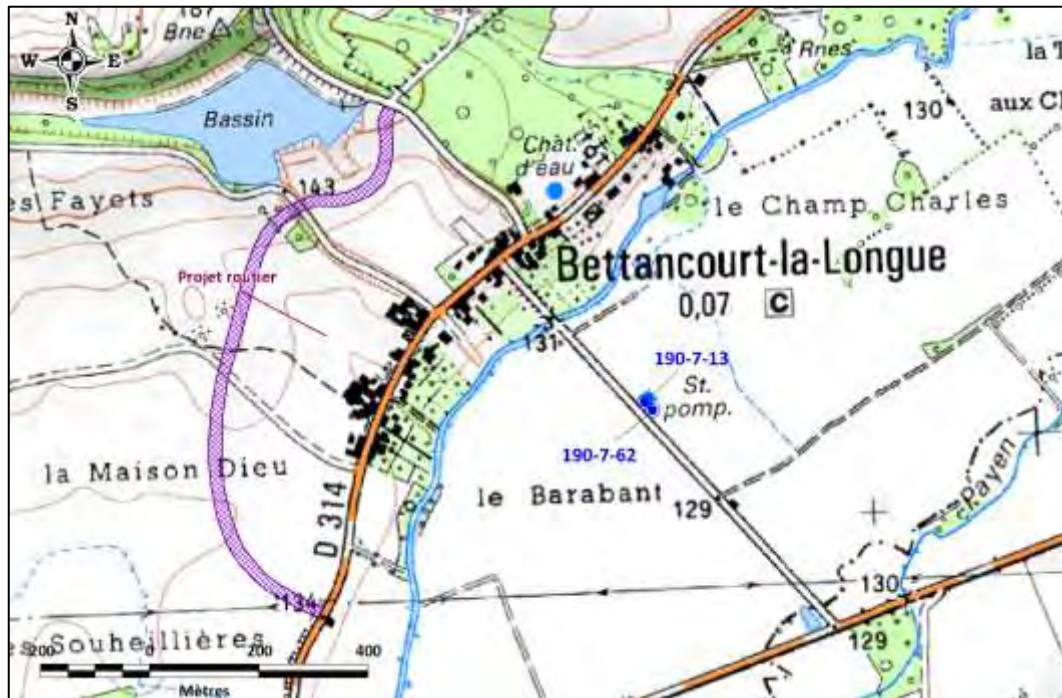 187
Bne
N
W E
S
Rnes
la T
130
aux Ch
Bassin
Chât.
d'eau
143
es Fayets
le Champ Charles
Projet routier
Bettancourt-la-Longue
0,07 C
131
190-7-13
St.
pomp.
190-7-62
la Maison Dieu
le Barabant
129
Payen
D 314
134
130
129
es Souheillières
200 0 200 400
Mètres